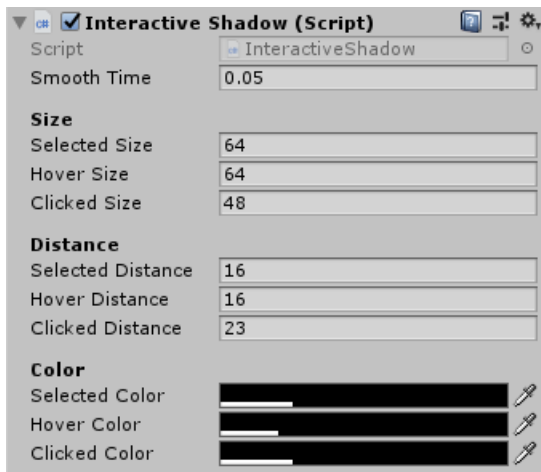 Interactive Shadow (Script)
Script InteractiveShadow
Smooth Time 0.05
Size
Selected Size 64
Hover Size 64
Clicked Size 48
Distance
Selected Distance 16
Hover Distance 16
Clicked Distance 23
Color
Selected Color
Hover Color
Clicked Color